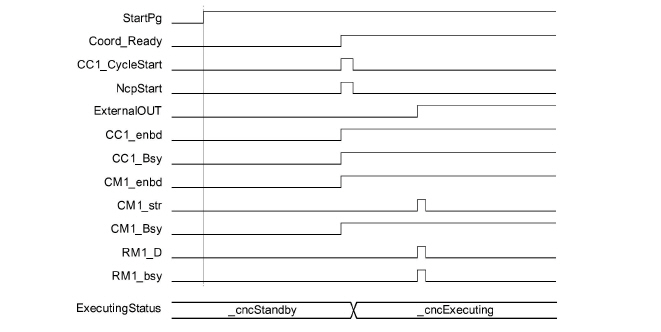 StartPg
Coord_Ready
CC1_CycleStart
NcpStart
ExternalOUT
CC1_enbd
CC1_Bsy
CM1_enbd
CM1_str
CM1_Bsy
RM1_D
RM1_bsy
ExecutingStatus _cncStandby _cncExecuting